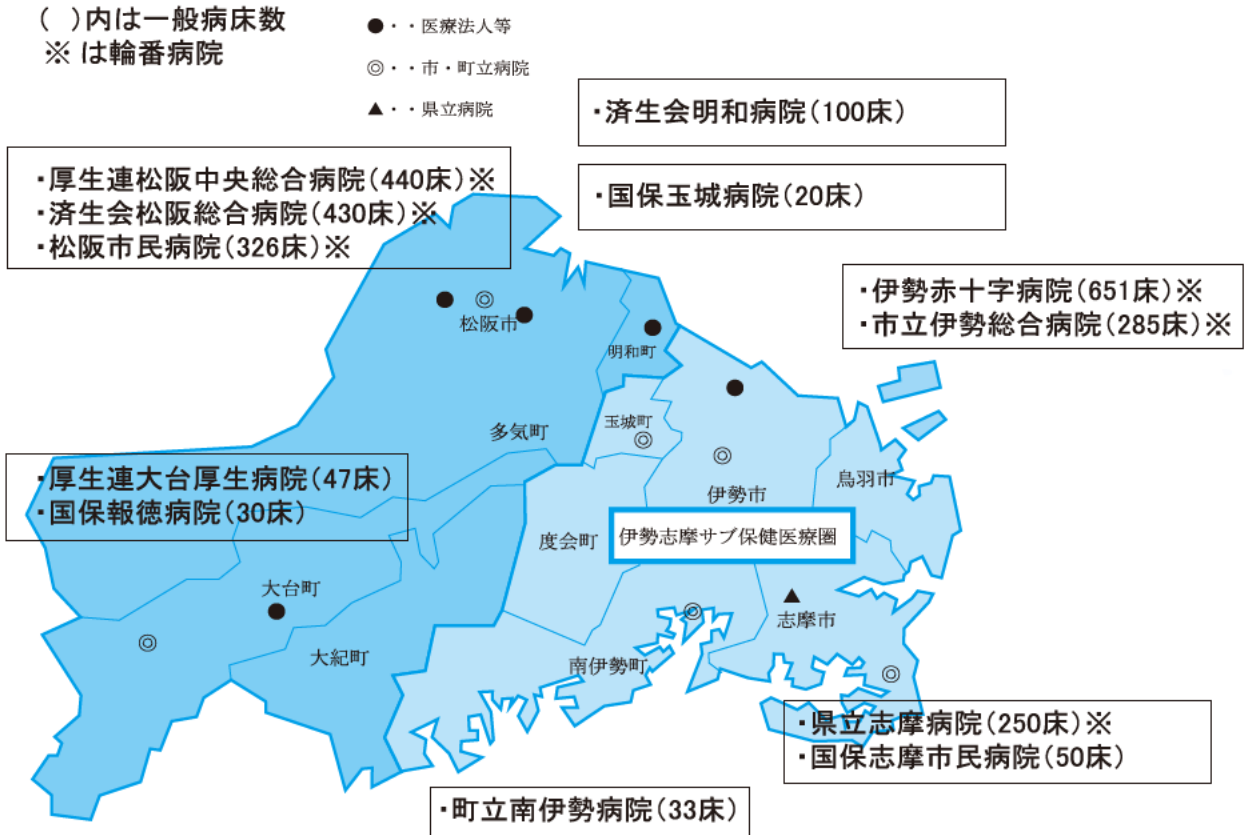 ( )内は一般病床数
※ は輪番病院
●・・医療法人等
◎・・市・町立病院
▲・・県立病院
・済生会明和病院(100床)
・国保玉城病院(20床)
・厚生連松阪中央総合病院(440床)※
・済生会松阪総合病院(430床)※
・松阪市民病院(326床)※
・伊勢赤十字病院(651床)※
・市立伊勢総合病院(285床)※
松阪市
明和町
玉城町
多気町
・厚生連大台厚生病院(47床)
・国保報徳病院(30床)
鳥羽市
伊勢市
度会町
伊勢志摩サブ保健医療圏
大台町
志摩市
大紀町
南伊勢町
・県立志摩病院(250床)※
・国保志摩市民病院(50床)
・町立南伊勢病院(33床)